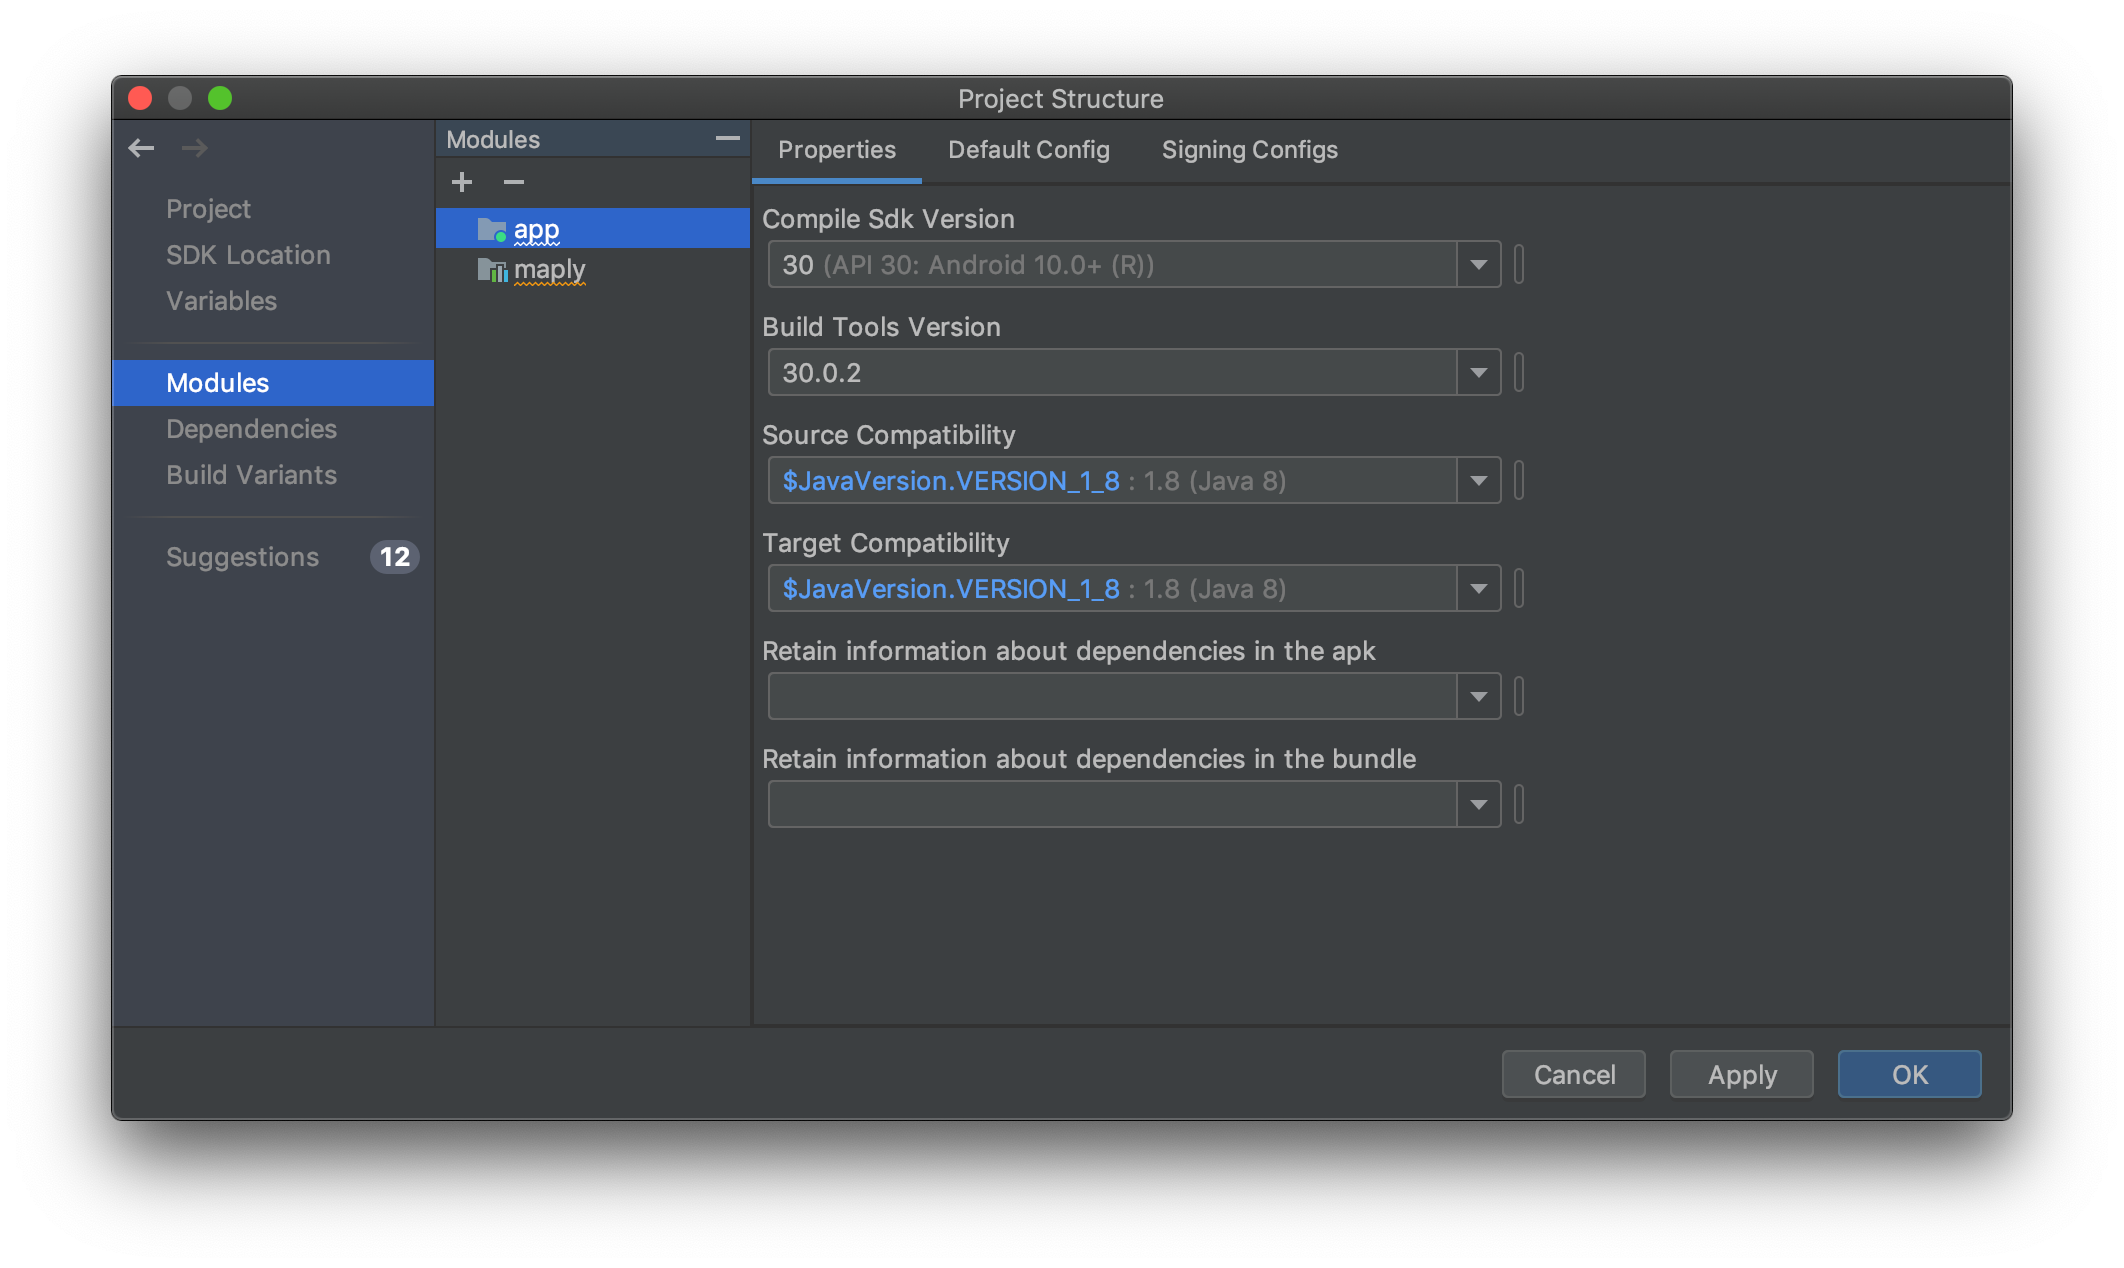 Project Structure
Project
SDK Location
Variables
Modules
Dependencies
Build Variants
Suggestions 12
Modules
app
maply
Properties Default Config Signing Configs
Compile Sdk Version
30 (API 30: Android 10.0+ (R))
Build Tools Version
30.0.2
Source Compatibility
$JavaVersion.VERSION_1_8 : 1.8 (Java 8)
Target Compatibility
$JavaVersion.VERSION_1_8 : 1.8 (Java 8)
Retain information about dependencies in the apk
Retain information about dependencies in the bundle
Cancel Apply OK